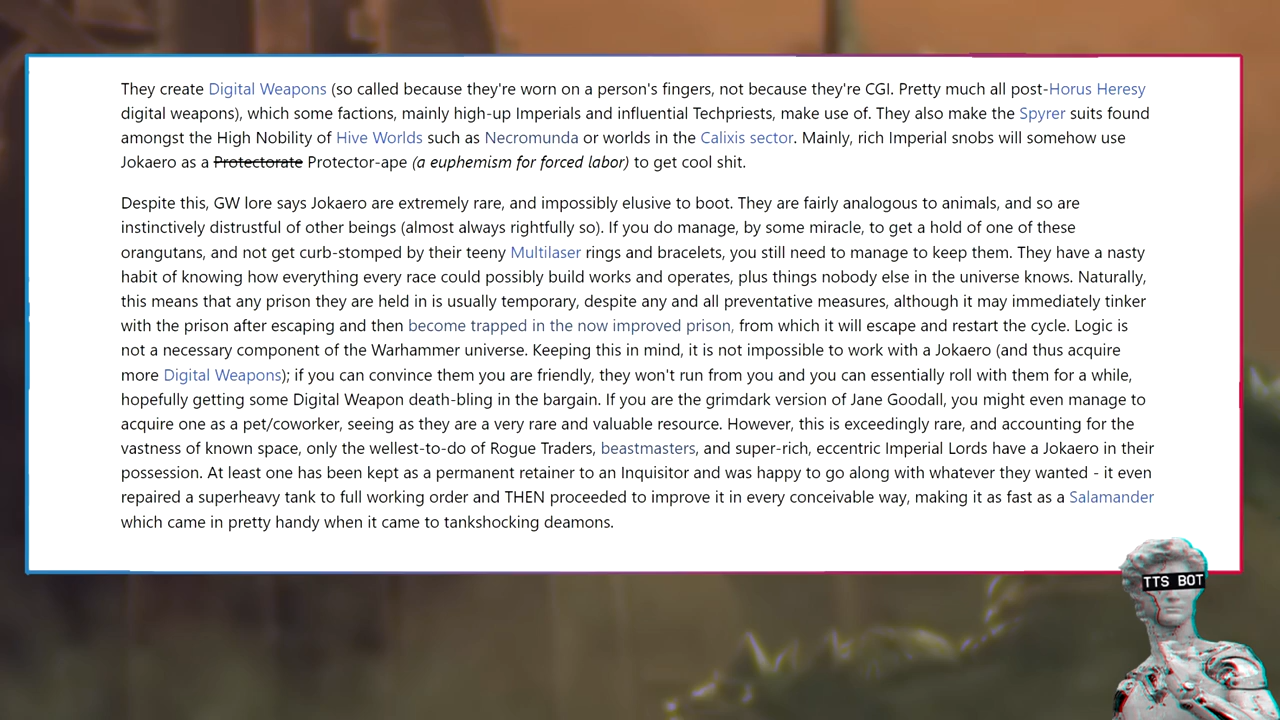 They create Digital Weapons (so called because they're worn on a person's fingers, not because they're CGI. Pretty much all post-Horus Heresy
digital weapons), which some factions, mainly high-up Imperials and influential Techpriests, make use of. They also make the Spyrer suits found
amongst the High Nobility of Hive Worlds such as Necromunda or worlds in the Calixis sector. Mainly, rich Imperial snobs will somehow use
Jokaero as a Protectorate Protector-ape (a euphemism for forced labor) to get cool shit.
Despite this, GW lore says Jokaero are extremely rare, and impossibly elusive to boot. They are fairly analogous to animals, and so are
instinctively distrustful of other beings (almost always rightfully so). If you do manage, by some miracle, to get a hold of one of these
orangutans, and not get curb-stomped by their teeny Multilaser rings and bracelets, you still need to manage to keep them. They have a nasty
habit of knowing how everything every race could possibly build works and operates, plus things nobody else in the universe knows. Naturally,
this means that any prison they are held in is usually temporary, despite any and all preventative measures, although it may immediately tinker
with the prison after escaping and then become trapped in the now improved prison, from which it will escape and restart the cycle. Logic is
not a necessary component of the Warhammer universe. Keeping this in mind, it is not impossible to work with a Jokaero (and thus acquire
more Digital Weapons); if you can convince them you are friendly, they won't run from you and you can essentially roll with them for a while,
hopefully getting some Digital Weapon death-bling in the bargain. If you are the grimdark version of Jane Goodall, you might even manage to
acquire one as a pet/coworker, seeing as they are a very rare and valuable resource. However, this is exceedingly rare, and accounting for the
vastness of known space, only the wellest-to-do of Rogue Traders, beastmasters, and super-rich, eccentric Imperial Lords have a Jokaero in their
possession. At least one has been kept as a permanent retainer to an Inquisitor and was happy to go along with whatever they wanted - it even
repaired a superheavy tank to full working order and THEN proceeded to improve it in every conceivable way, making it as fast as a Salamander
which came in pretty handy when it came to tankshocking deamons.
TTS BOT